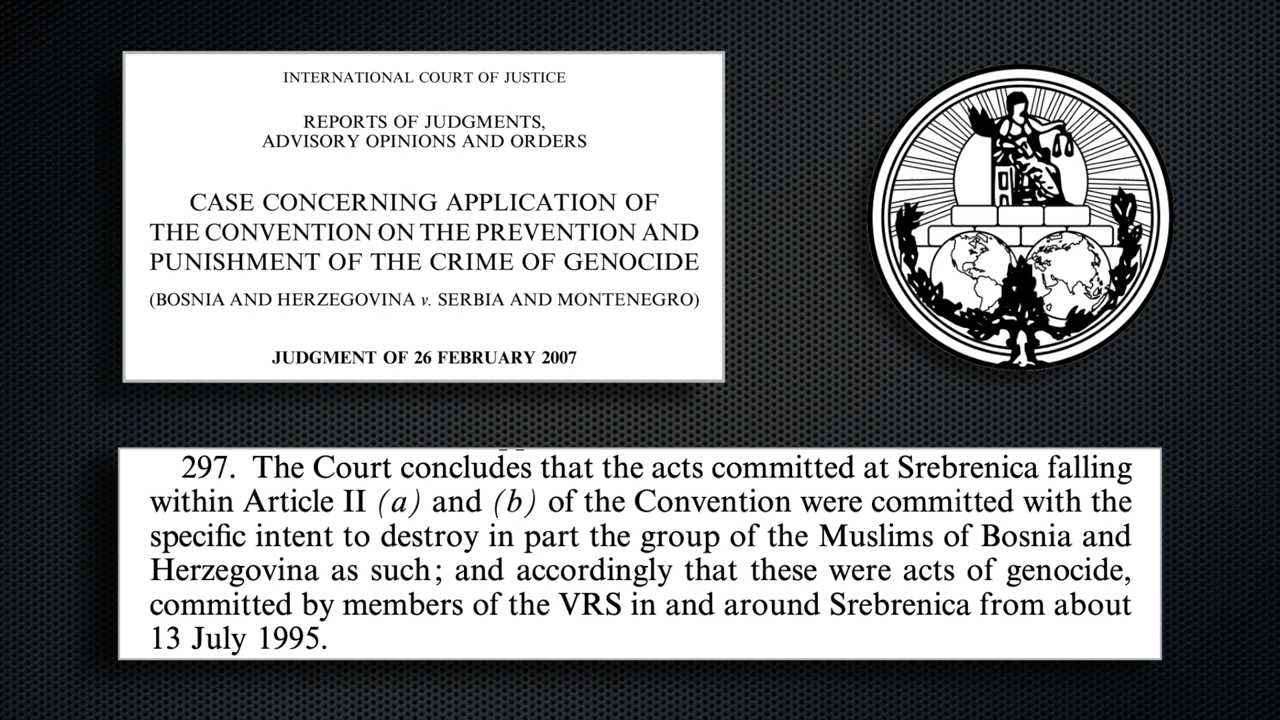 INTERNATIONAL COURT OF JUSTICE
REPORTS OF JUDGMENTS,
ADVISORY OPINIONS AND ORDERS
CASE CONCERNING APPLICATION OF
THE CONVENTION ON THE PREVENTION AND
PUNISHMENT OF THE CRIME OF GENOCIDE
(BOSNIA AND HERZEGOVINA v. SERBIA AND MONTENEGRO)
JUDGMENT OF 26 FEBRUARY 2007
297. The Court concludes that the acts committed at Srebrenica falling
within Article II (a) and (b) of the Convention were committed with the
specific intent to destroy in part the group of the Muslims of Bosnia and
Herzegovina as such; and accordingly that these were acts of genocide,
committed by members of the VRS in and around Srebrenica from about
13 July 1995.